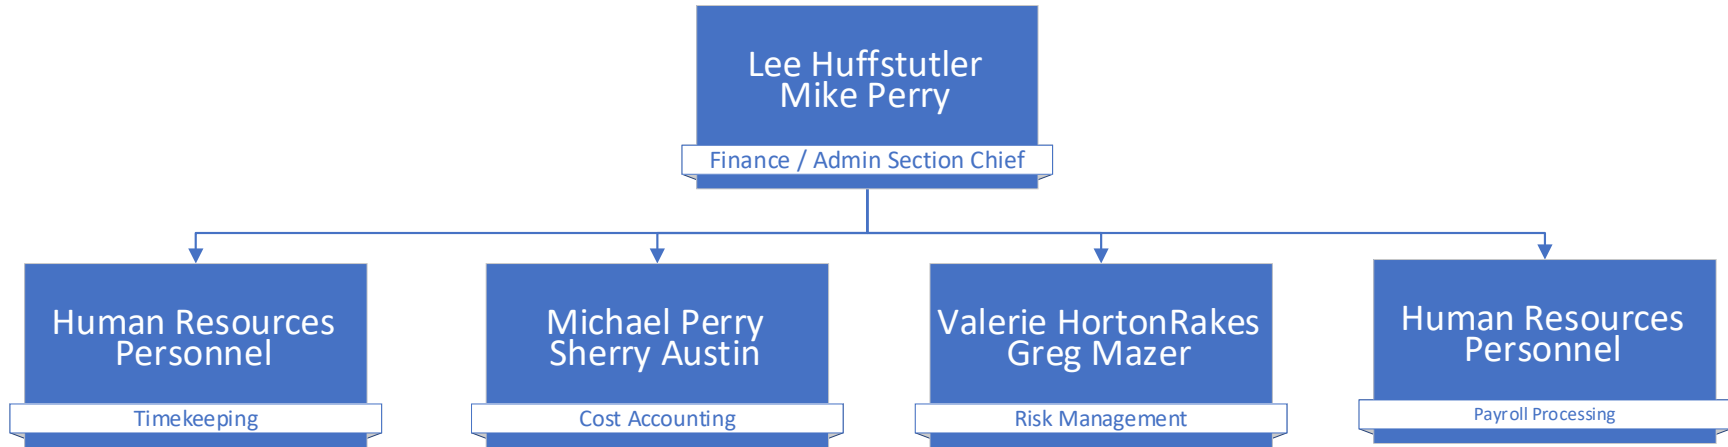 Lee Huffstutler
Mike Perry
Finance / Admin Section Chief
Human Resources
Personnel
Timekeeping
Michael Perry
Sherry Austin
Cost Accounting
Valerie HortonRakes
Greg Mazer
Risk Management
Human Resources
Personnel
Payroll Processing